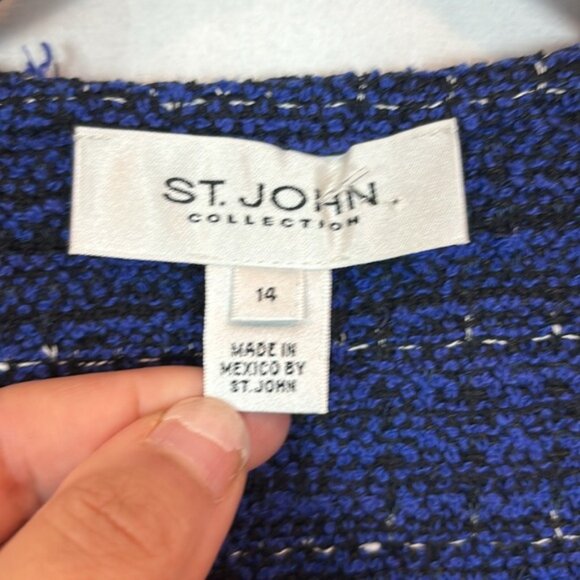 ST. JOHN.
COLLECTION
14
MADE IN
MEXICO BY
ST. JOHN